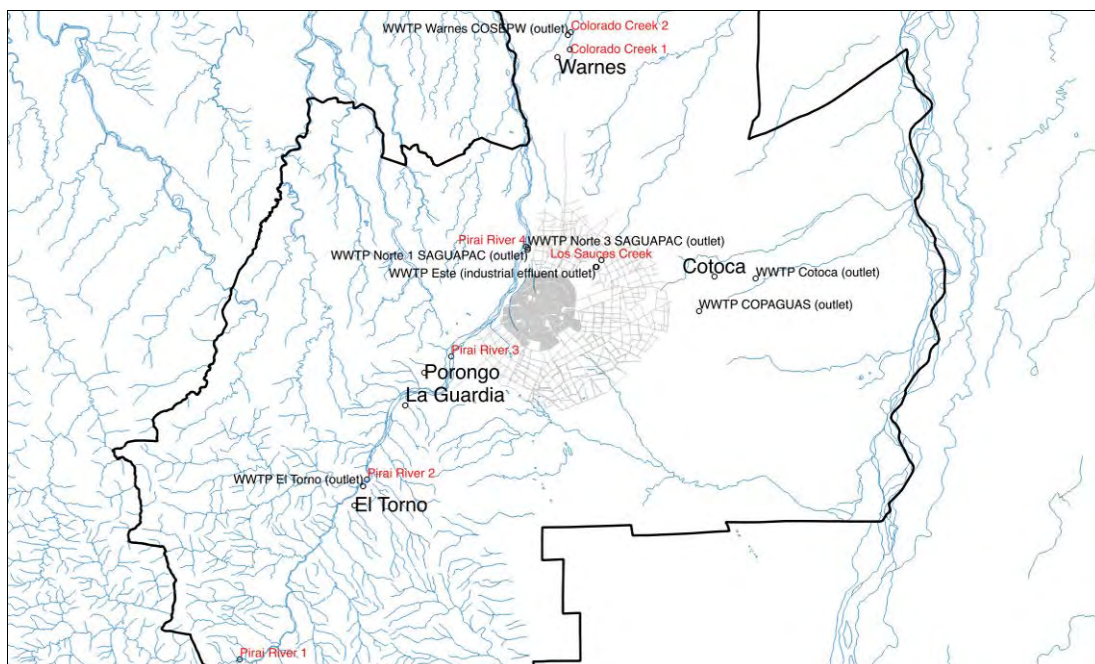 Colorado Creek 2
WWTP Warnes COSEPW (outlet)
Colorado Creek 1
Warnes
Pirai River 4
WWTP Norte 3 SAGUAPAC (outlet)
WWTP Norte 1 SAGUAPAC (outlet)
Los Sauces Creek
WWTP Este (industrial effluent outlet)
Cotoca
WWTP Cotoca (outlet)
WWTP COPAGUAS (outlet)
Pirai River 3
Porongo
La Guardia
Pirai River 2
WWTP El Torno (outlet)
El Torno
Pirai River 1